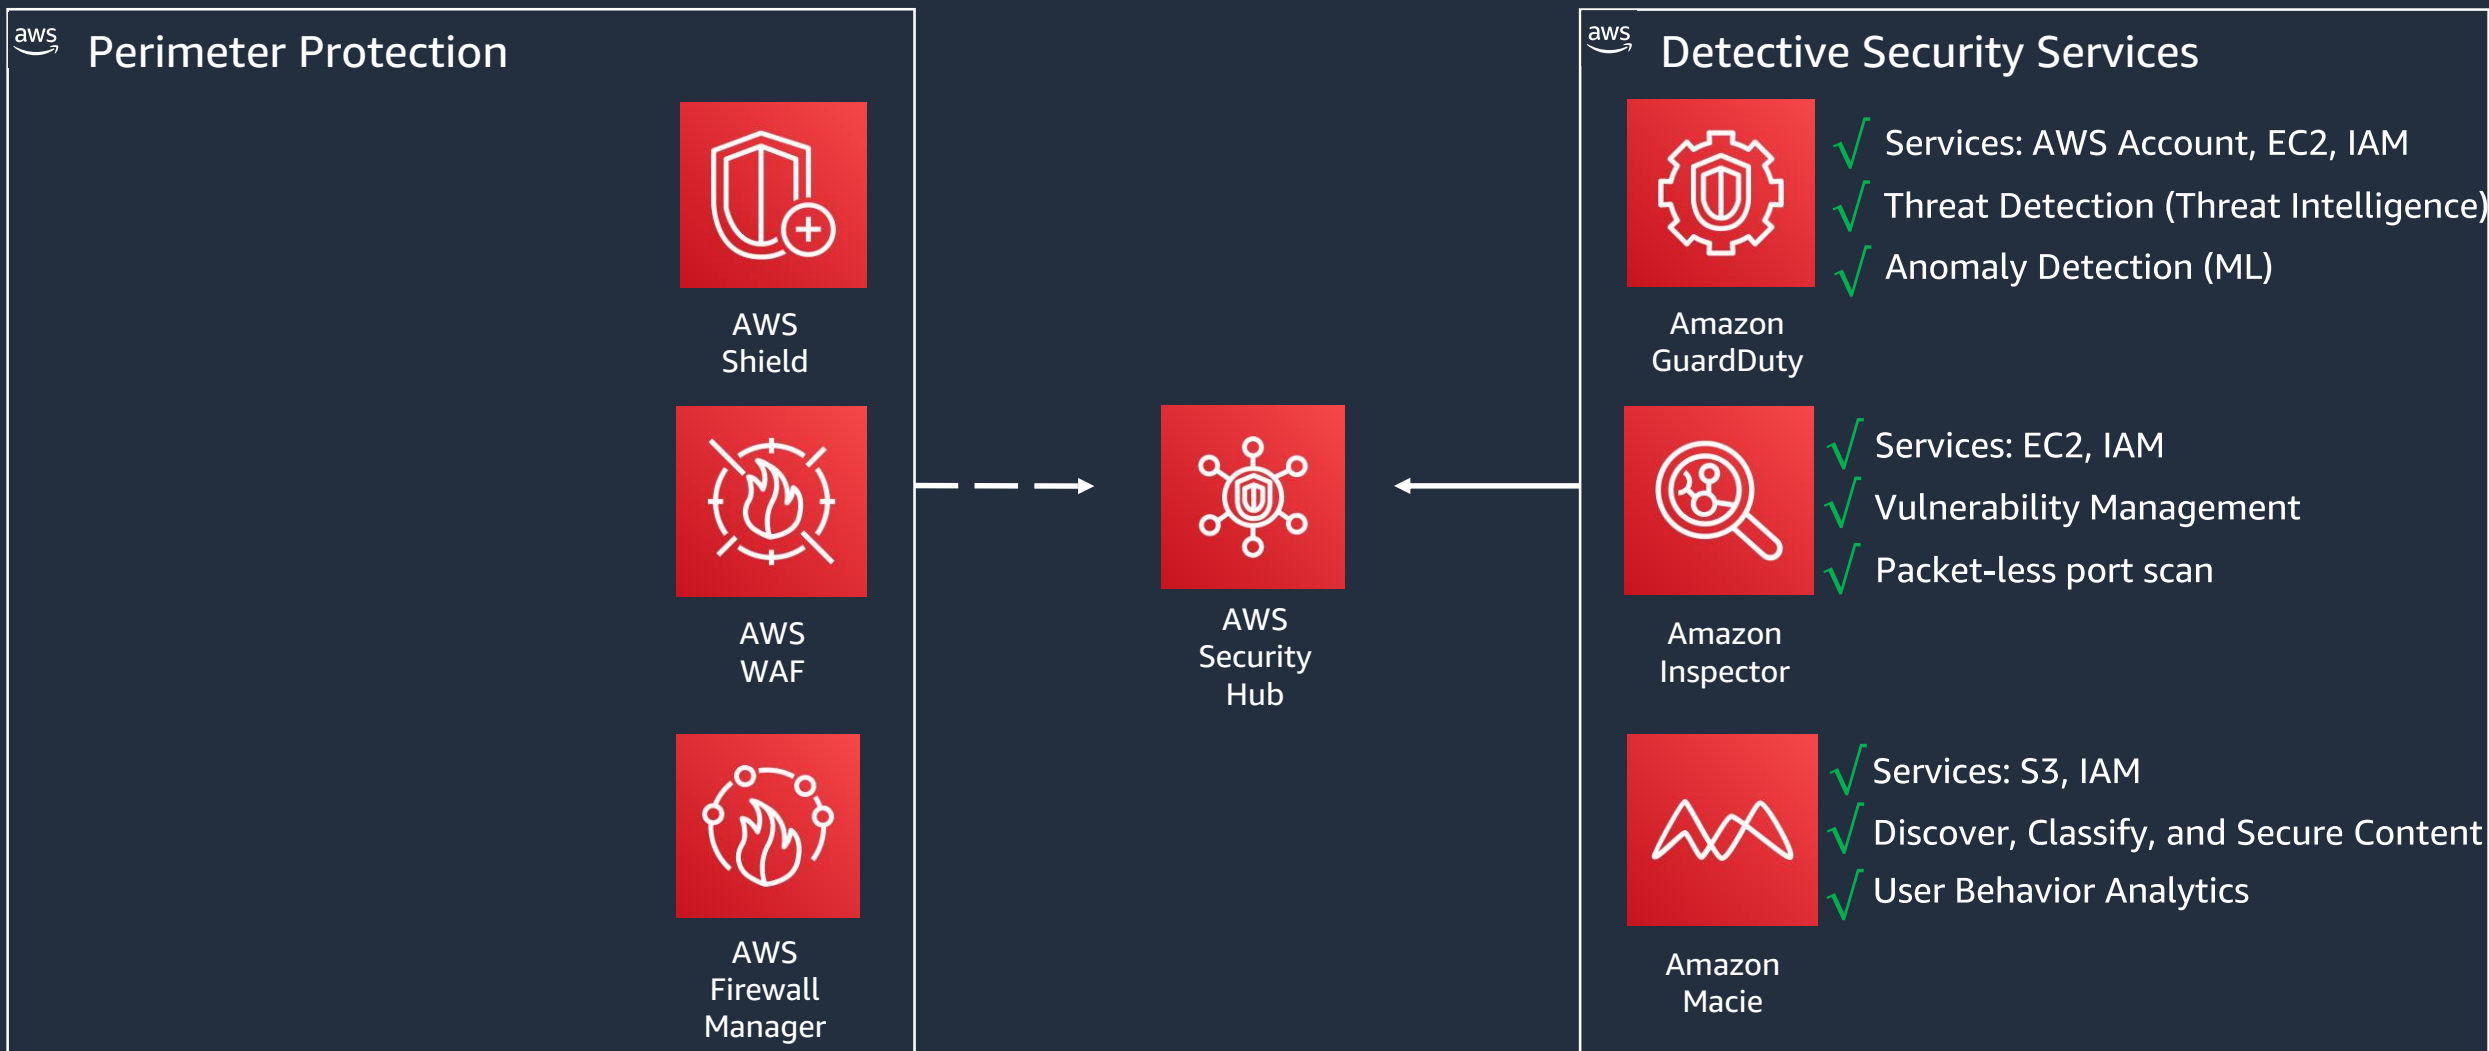 aws
Perimeter Protection
AWS
Shield
AWS
WAF
AWS
Firewall
Manager
AWS
Security
Hub
aws
Detective Security Services
√ Services: AWS Account, EC2, IAM
√ Threat Detection (Threat Intelligence)
√ Anomaly Detection (ML)
Amazon
GuardDuty
√ Services: EC2, IAM
√ Vulnerability Management
√ Packet-less port scan
Amazon
Inspector
√ Services: S3, IAM
√ Discover, Classify, and Secure Content
√ User Behavior Analytics
Amazon
Macie